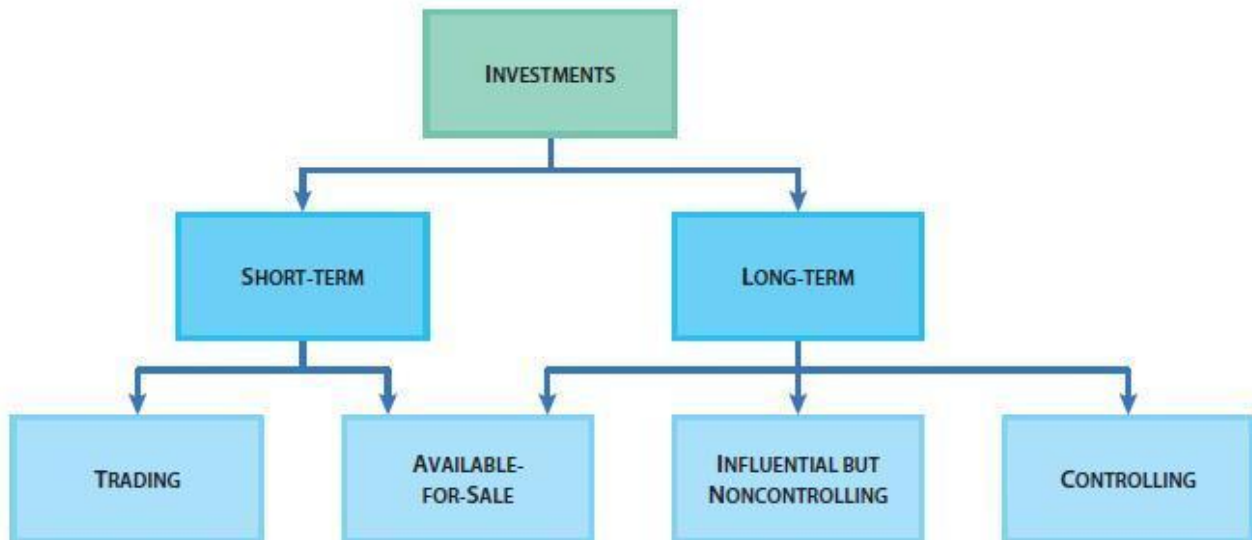 INVESTMENTS
SHORT-TERM
LONG-TERM
TRADING
AVAILABLE-
FOR-SALE
INFLUENTIAL BUT
NONCONTROLLING
CONTROLLING